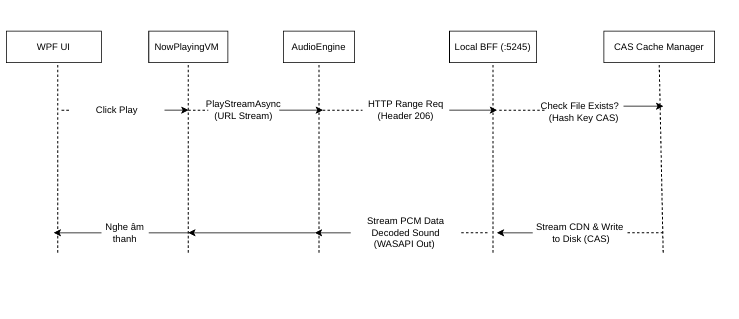 WPF UI
NowPlayingVM
AudioEngine
Local BFF (:5245)
CAS Cache Manager
Click Play
PlayStreamAsync
(URL Stream)
HTTP Range Req
(Header 206)
Check File Exists?
(Hash Key CAS)
Nghe âm
thanh
Stream PCM Data
Decoded Sound
(WASAPI Out)
Stream CDN & Write
to Disk (CAS)